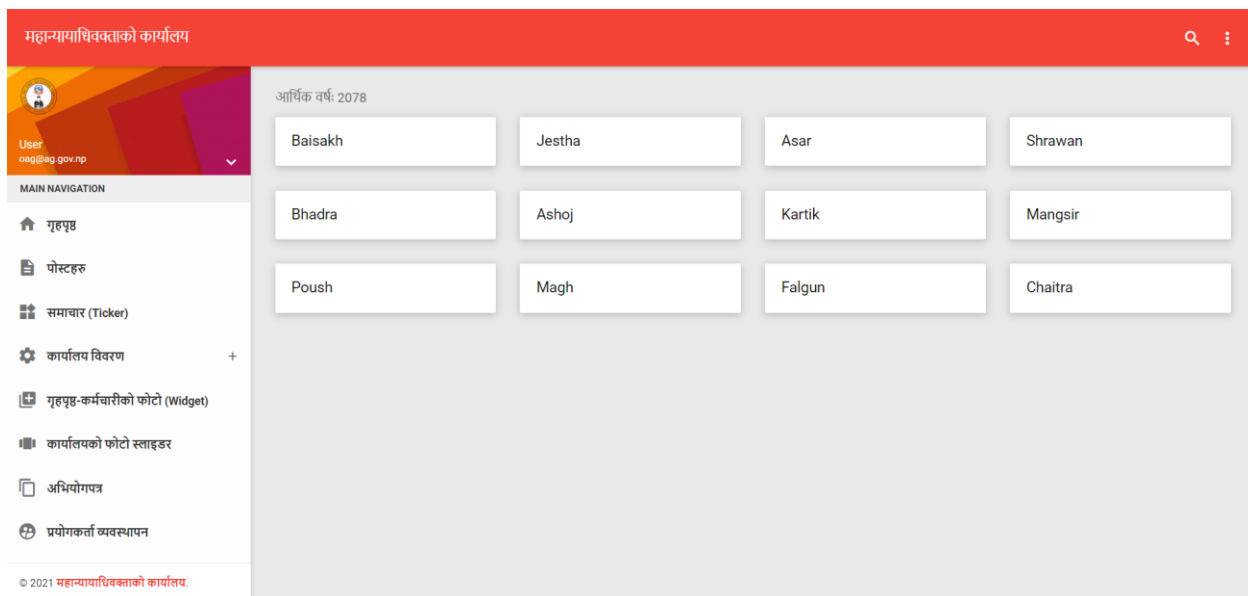 महान्यायाधिवक्ताको कार्यालय
User
oag@ag.gov.np
MAIN NAVIGATION
गृहपृष्ठ
पोस्टहरु
समाचार (Ticker)
कार्यालय विवरण +
गृहपृष्ठ-कर्मचारीको फोटो (Widget)
कार्यालयको फोटो स्लाइडर
अभियोगपत्र
प्रयोगकर्ता व्यवस्थापन
© 2021 महान्यायाधिवक्ताको कार्यालय.
आर्थिक वर्षः 2078
Baisakh Jestha Asar Shrawan
Bhadra Ashoj Kartik Mangsir
Poush Magh Falgun Chaitra